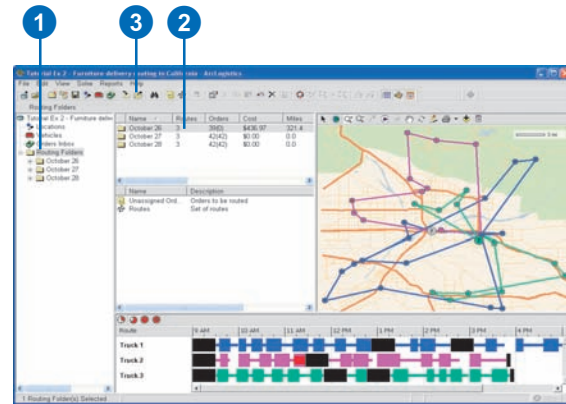 1
3
2
Tutorial Ex 2 - Furniture delivery routing in California - ArcLogistics
File Edit View Solve Reports Help
Routing Folders
Tutorial Ex 2 - Furniture deliv
Locations
Vehicles
Orders Inbox
Routing Folders
October 26
October 27
October 28
Name Routes Orders Cost Miles
October 26 3 39(0) $436.97 321.4
October 27 3 42(42) $0.00 0.0
October 28 3 42(42) $0.00 0.0
Name Description
Unassigned Ord... Orders to be routed
Routes Set of routes
Route 9 AM 10 AM 11 AM 12 PM 1 PM 2 PM 3 PM 4 PM
Truck 1
Truck 2
Truck 3
1 Routing Folder(s) Selected